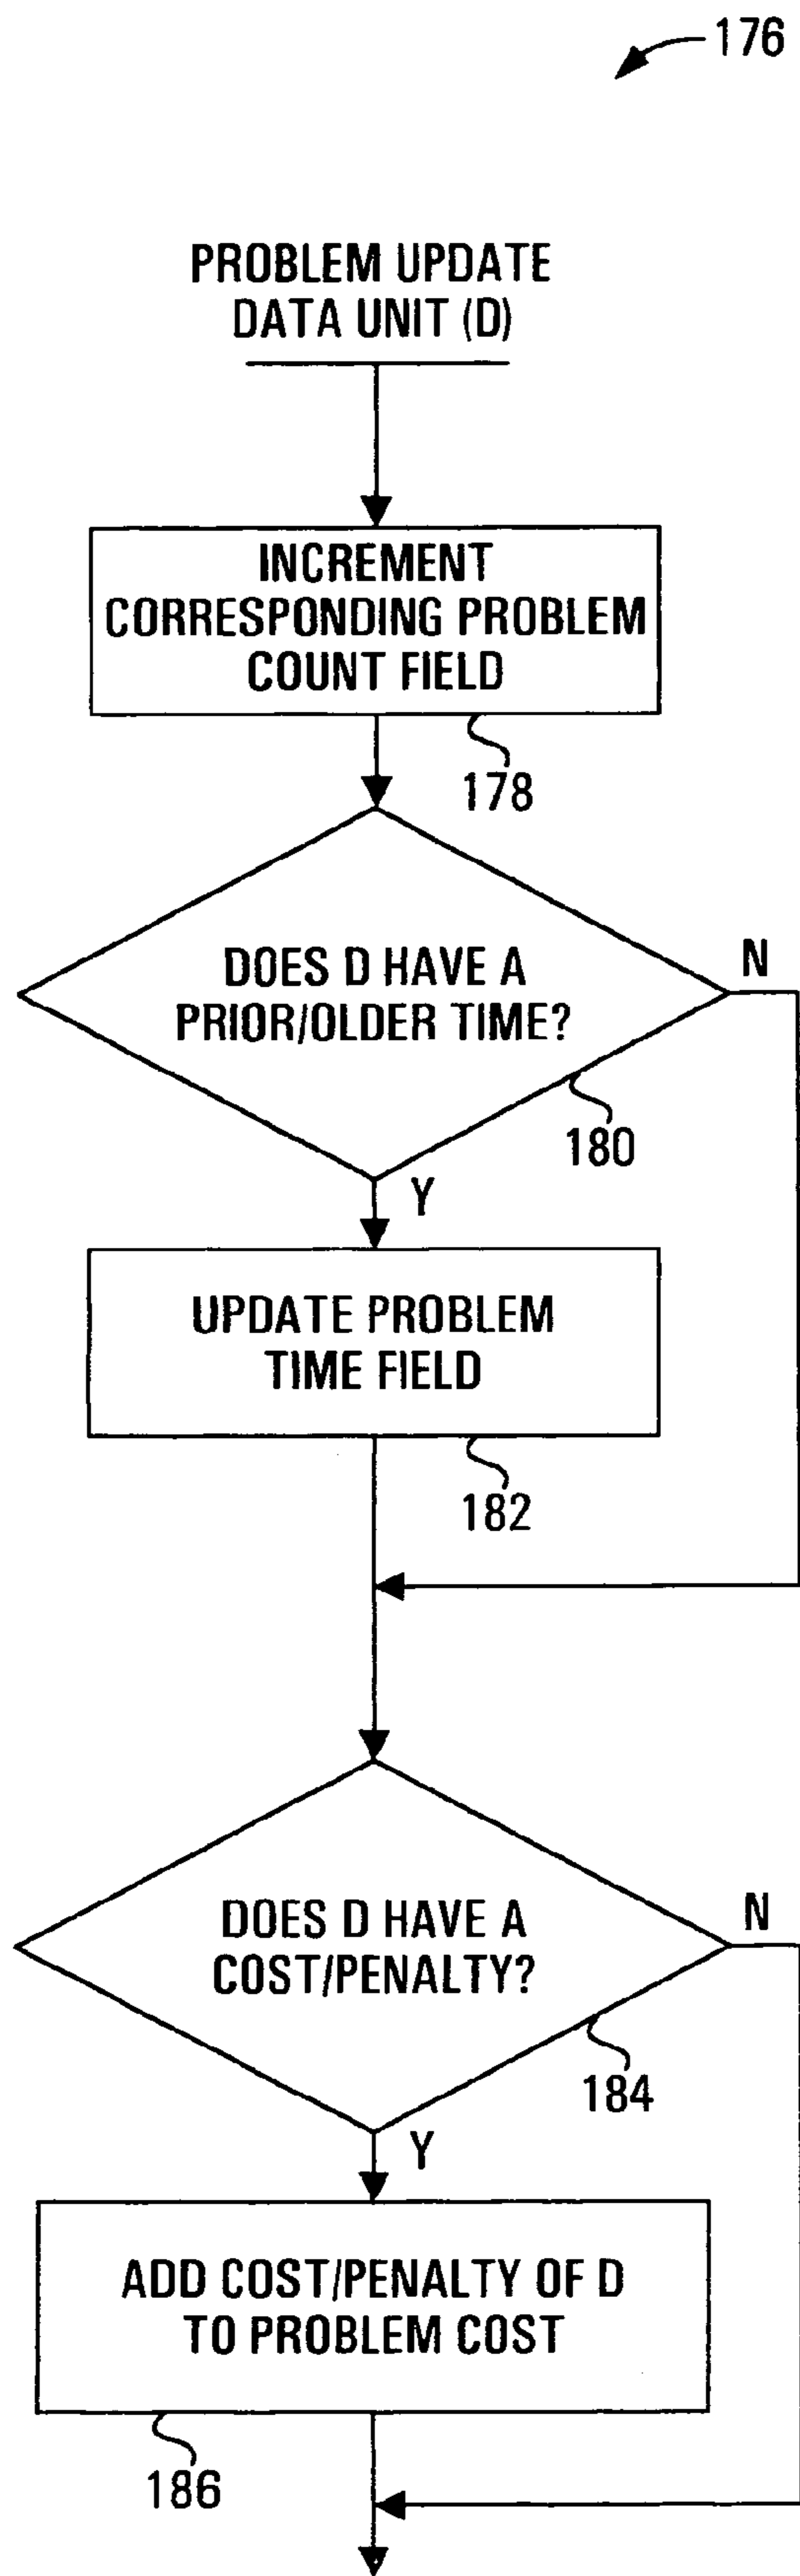 176
PROBLEM UPDATE
DATA UNIT (D)
INCREMENT
CORRESPONDING PROBLEM
COUNT FIELD
178
DOES D HAVE A
PRIOR/OLDER TIME?
N
180
Y
UPDATE PROBLEM
TIME FIELD
182
DOES D HAVE A
COST/PENALTY?
N
184
Y
ADD COST/PENALTY OF D
TO PROBLEM COST
186